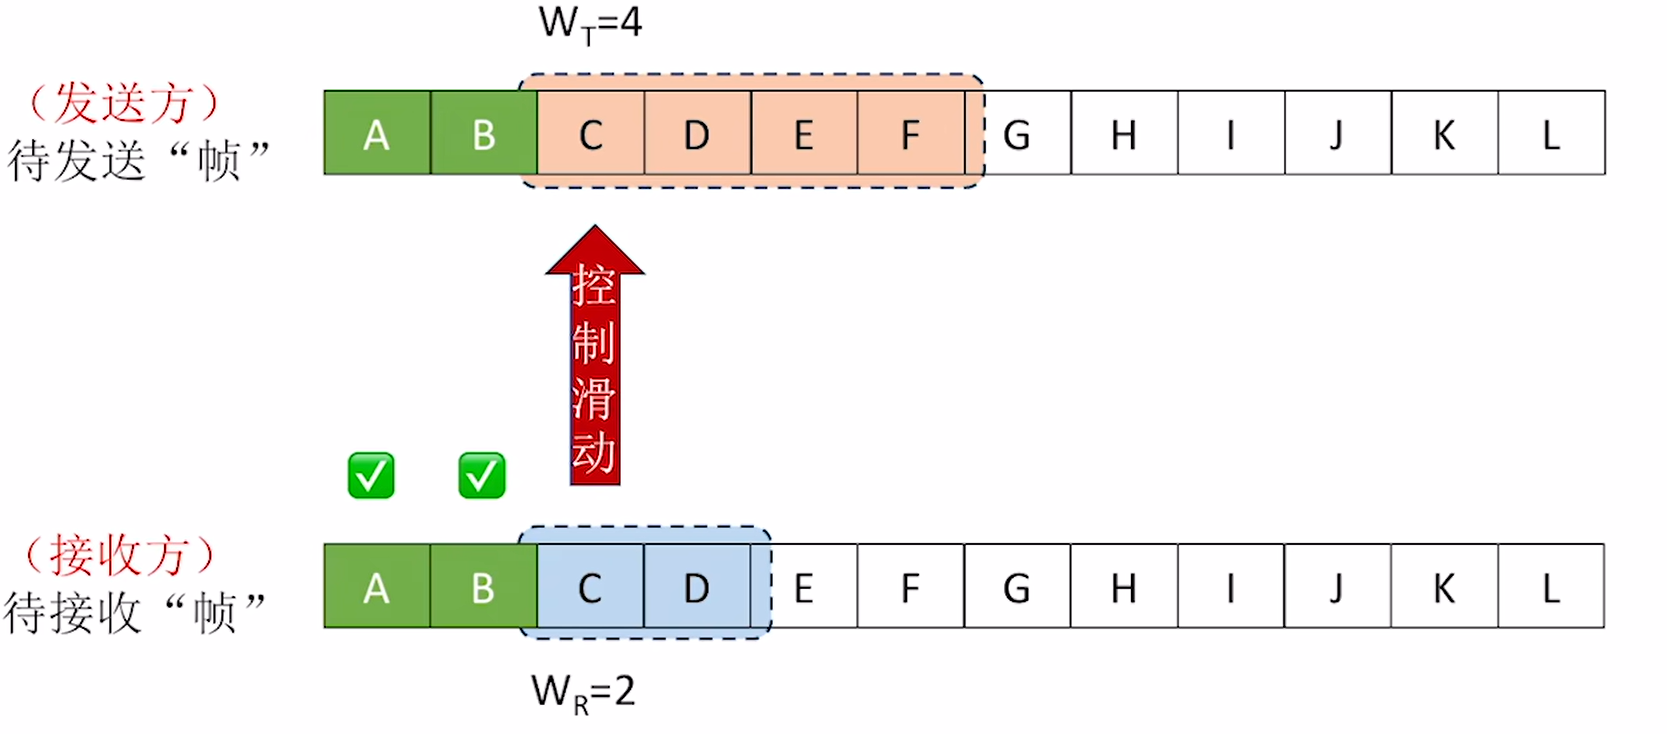 W_T=4
（发送方）
待发送“帧”
A B C D E F G H I J K L
控
制
滑
动
（接收方）
待接收“帧”
A B C D E F G H I J K L
W_R=2